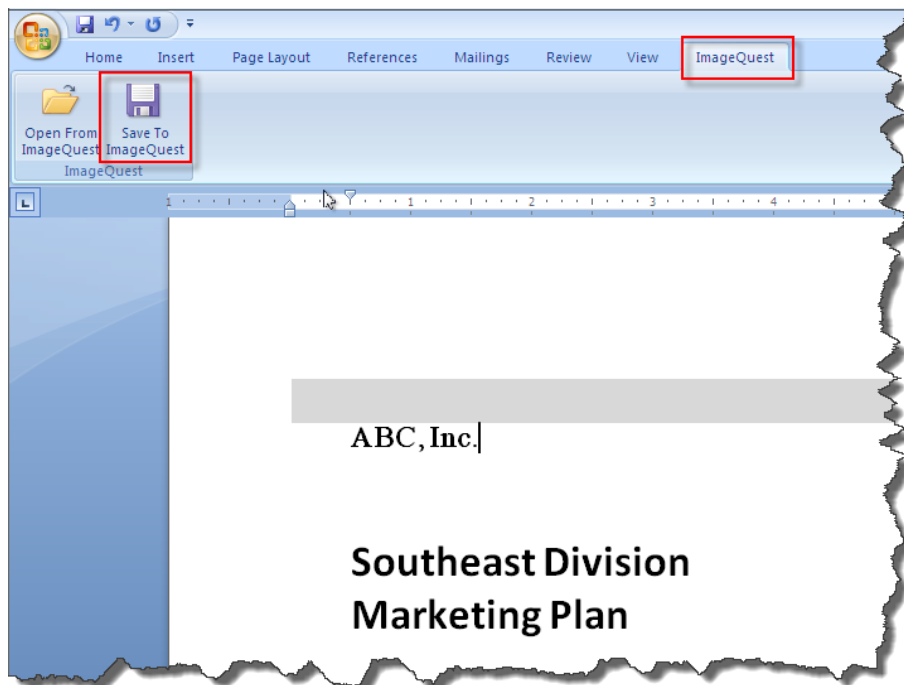 Home Insert Page Layout References Mailings Review View ImageQuest
Open From Save To
ImageQuest ImageQuest
ImageQuest
L 1 1 2 3 4
ABC, Inc.
Southeast Division
Marketing Plan